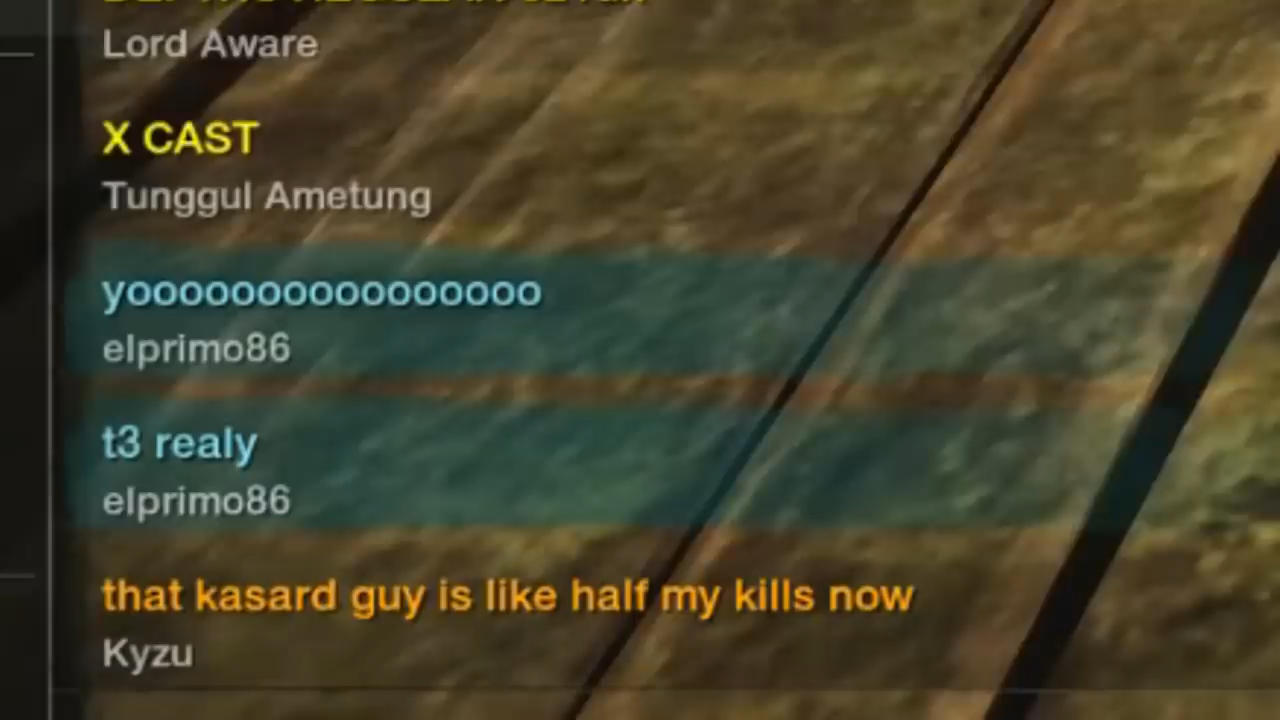 Lord Aware
X CAST
Tunggul Ametung
yooooooooooooooooo
elprimo86
t3 realy
elprimo86
that kasard guy is like half my kills now
Kyzu